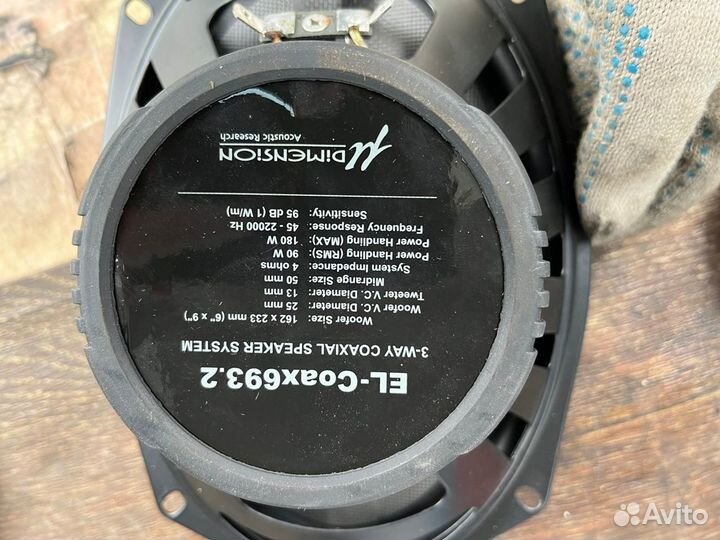 EL-Coax693.2
3-WAY COAXIAL SPEAKER SYSTEM
Woofer Size: 162 x 233 mm (6" x 9")
Woofer V.C. Diameter: 25 mm
Tweeter V.C. Diameter: 13 mm
Midrange Size: 50 mm
System Impedance: 4 ohms
Power Handling (RMS): 90 W
Power Handling (MAX): 180 W
Frequency Response: 45 - 22000 Hz
Sensitivity: 95 dB (1 W/m)
µ DiMENSiON
Acoustic Research
Avito